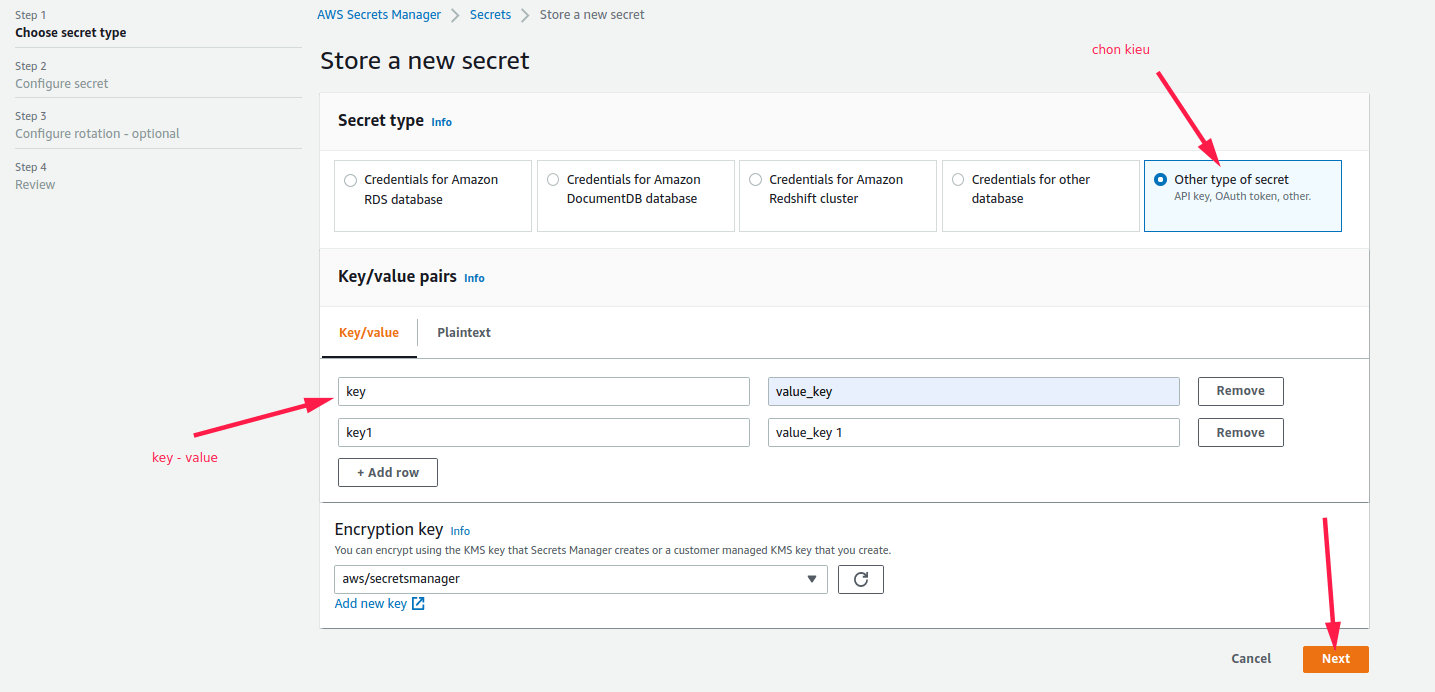 Step 1
Choose secret type
Step 2
Configure secret
Step 3
Configure rotation - optional
Step 4
Review
AWS Secrets Manager > Secrets > Store a new secret
chon kieu
Store a new secret
Secret type Info
Credentials for Amazon
RDS database
Credentials for Amazon
DocumentDB database
Credentials for Amazon
Redshift cluster
Credentials for other
database
Other type of secret
API key, OAuth token, other.
Key/value pairs Info
Key/value Plaintext
key value_key Remove
key1 value_key 1 Remove
key - value
+ Add row
Encryption key Info
You can encrypt using the KMS key that Secrets Manager creates or a customer managed KMS key that you create.
aws/secretsmanager
Add new key
Cancel Next